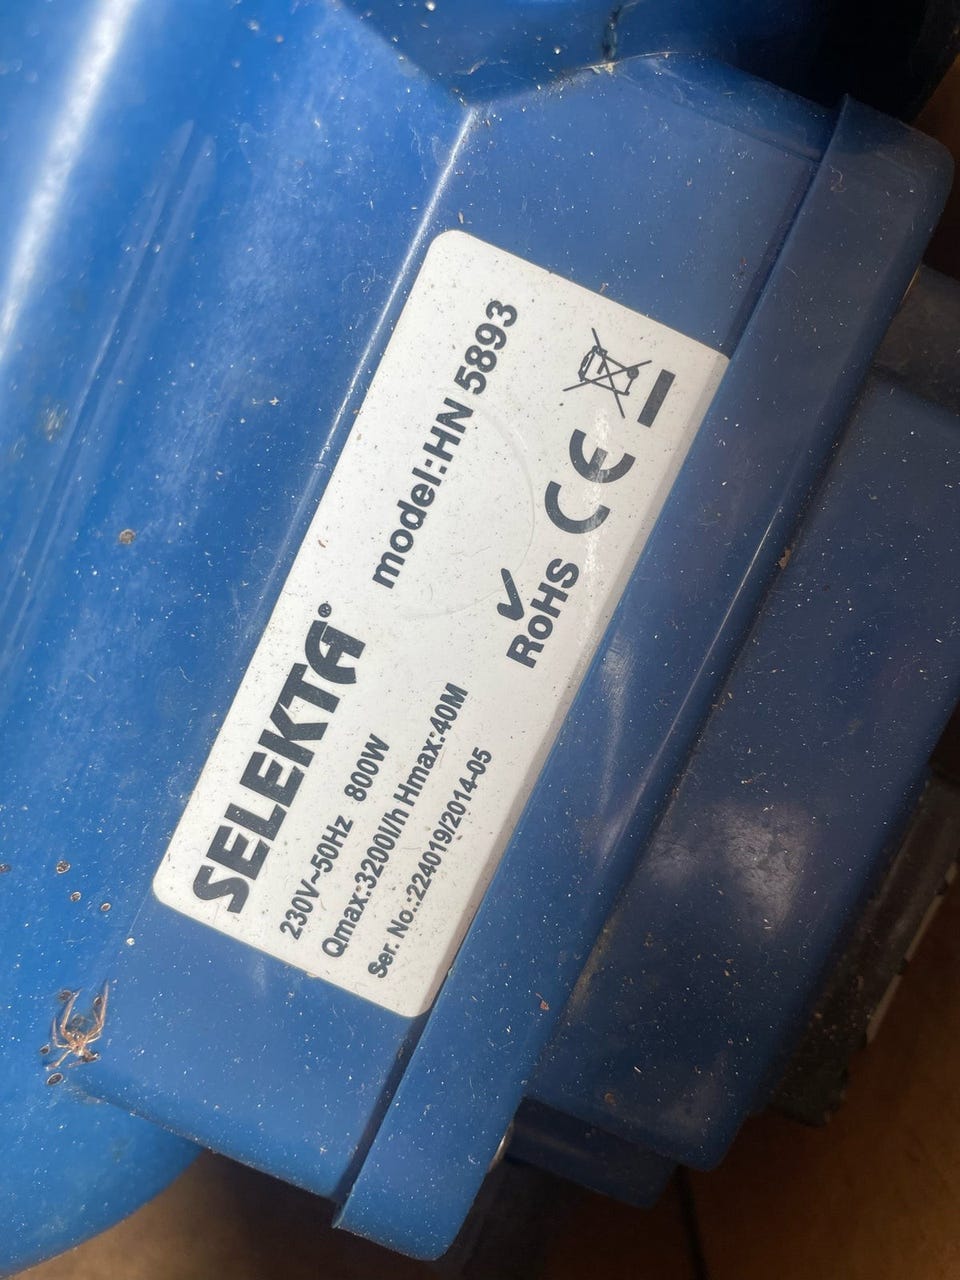 SELEKTA®
model:HN 5893
230V~50Hz 800W
Qmax:3200l/h Hmax:40M
Ser. No.:224019/2014-05
RoHS CE